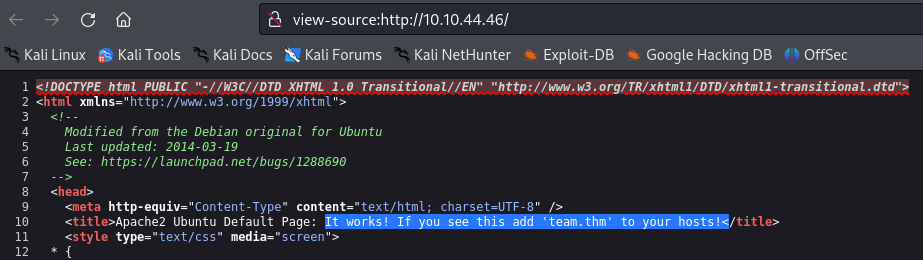 view-source:http://10.10.44.46/
Kali Linux Kali Tools Kali Docs Kali Forums Kali NetHunter Exploit-DB Google Hacking DB OffSec
1 <!DOCTYPE html PUBLIC "-//W3C//DTD XHTML 1.0 Transitional//EN" "http://www.w3.org/TR/xhtml1/DTD/xhtml1-transitional.dtd">
2 <html xmlns="http://www.w3.org/1999/xhtml">
3 <!--
4 Modified from the Debian original for Ubuntu
5 Last updated: 2014-03-19
6 See: https://launchpad.net/bugs/1288690
7 -->
8 <head>
9 <meta http-equiv="Content-Type" content="text/html; charset=UTF-8" />
10 <title>Apache2 Ubuntu Default Page: It works! If you see this add 'team.thm' to your hosts!</title>
11 <style type="text/css" media="screen">
12 * {